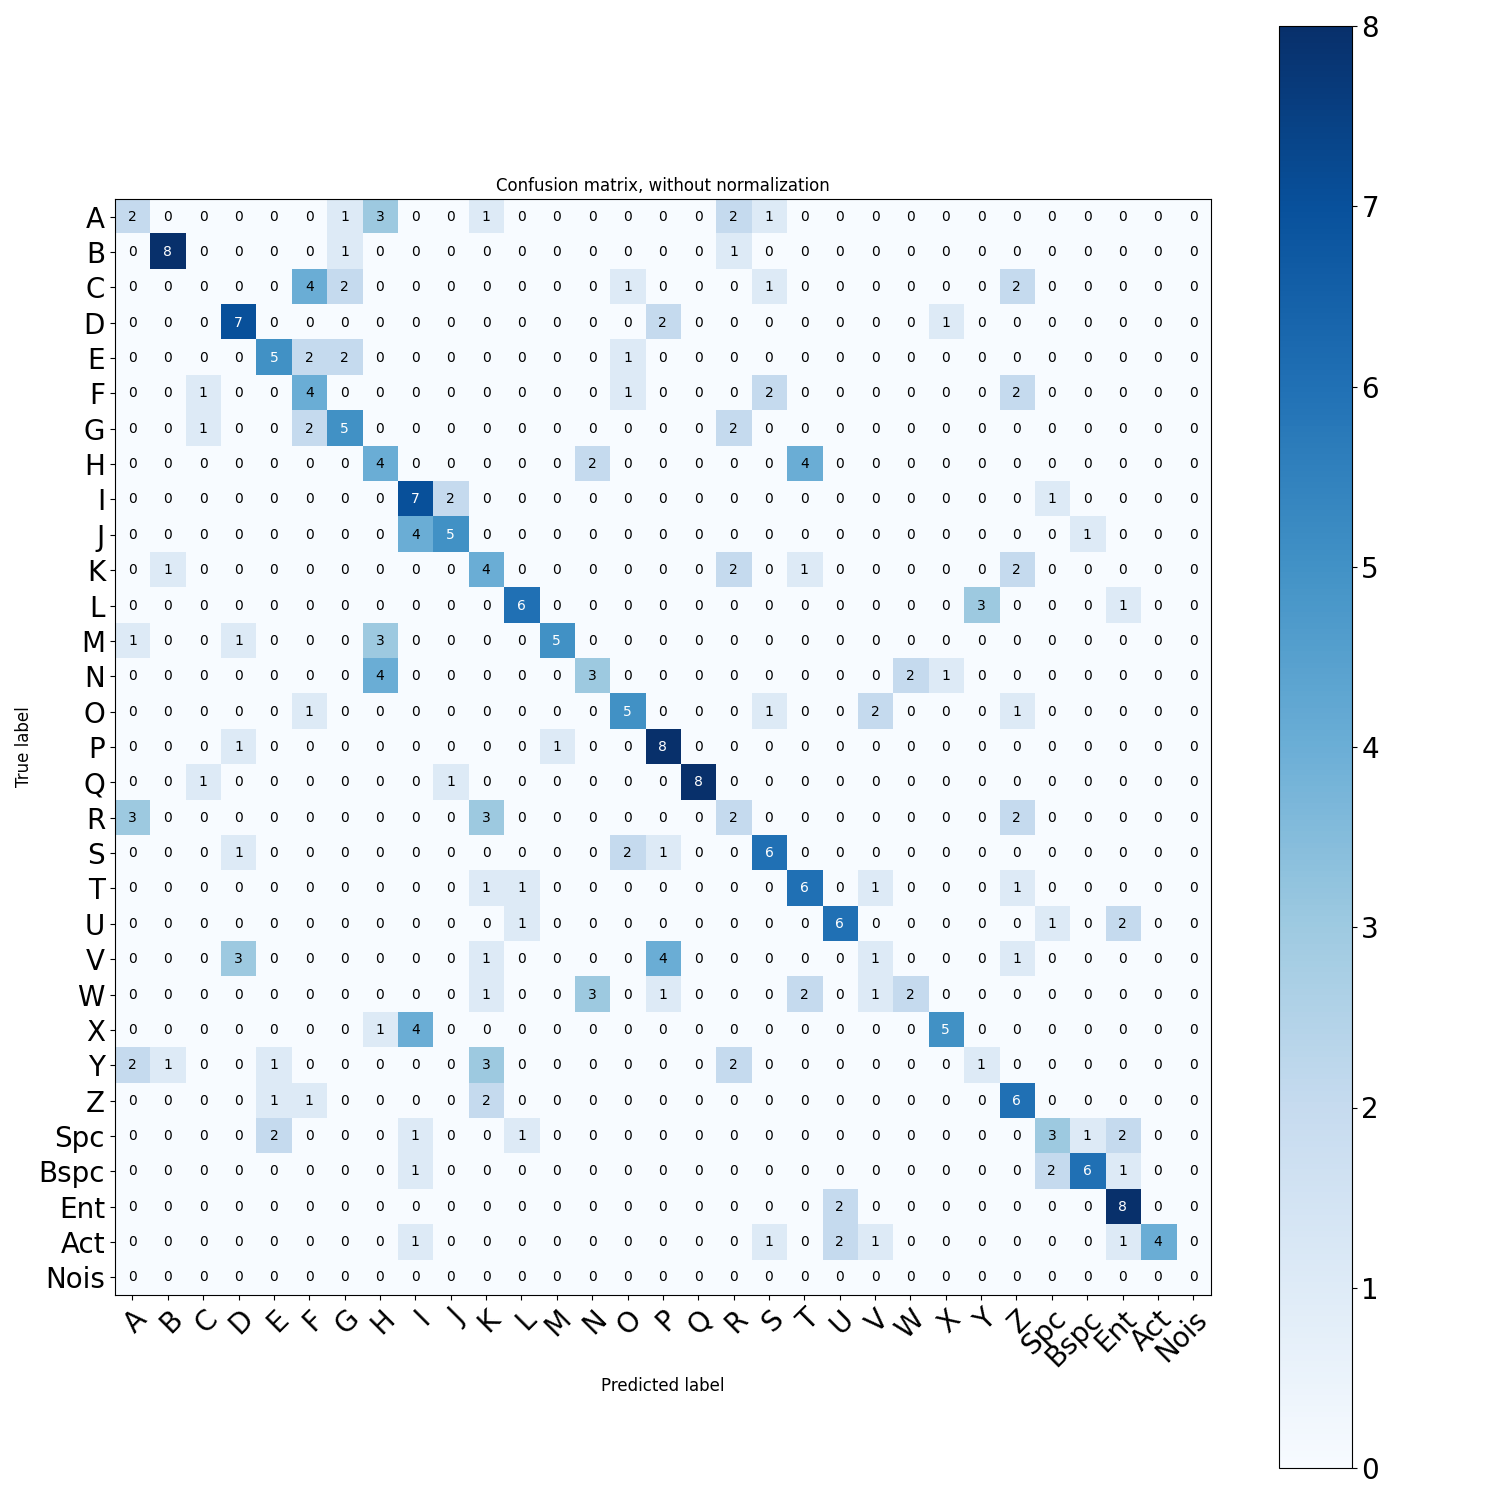 Confusion matrix, without normalization
A 2 0 0 0 0 0 1 3 0 0 1 0 0 0 0 0 0 2 1 0 0 0 0 0 0 0 0 0 0 0 0
B 0 8 0 0 0 0 1 0 0 0 0 0 0 0 0 0 0 1 0 0 0 0 0 0 0 0 0 0 0 0 0
C 0 0 0 0 0 4 2 0 0 0 0 0 0 0 1 0 0 0 1 0 0 0 0 0 0 2 0 0 0 0 0
D 0 0 0 7 0 0 0 0 0 0 0 0 0 0 0 2 0 0 0 0 0 0 0 1 0 0 0 0 0 0 0
E 0 0 0 0 5 2 2 0 0 0 0 0 0 0 1 0 0 0 0 0 0 0 0 0 0 0 0 0 0 0 0
F 0 0 1 0 0 4 0 0 0 0 0 0 0 0 1 0 0 0 2 0 0 0 0 0 0 2 0 0 0 0 0
G 0 0 1 0 0 2 5 0 0 0 0 0 0 0 0 0 0 2 0 0 0 0 0 0 0 0 0 0 0 0 0
H 0 0 0 0 0 0 0 4 0 0 0 0 0 2 0 0 0 0 0 4 0 0 0 0 0 0 0 0 0 0 0
I 0 0 0 0 0 0 0 0 7 2 0 0 0 0 0 0 0 0 0 0 0 0 0 0 0 0 1 0 0 0 0
J 0 0 0 0 0 0 0 0 4 5 0 0 0 0 0 0 0 0 0 0 0 0 0 0 0 0 0 1 0 0 0
K 0 1 0 0 0 0 0 0 0 0 4 0 0 0 0 0 0 2 0 1 0 0 0 0 0 2 0 0 0 0 0
L 0 0 0 0 0 0 0 0 0 0 0 6 0 0 0 0 0 0 0 0 0 0 0 0 3 0 0 0 1 0 0
M 1 0 0 1 0 0 0 3 0 0 0 0 5 0 0 0 0 0 0 0 0 0 0 0 0 0 0 0 0 0 0
N 0 0 0 0 0 0 0 4 0 0 0 0 0 3 0 0 0 0 0 0 0 0 2 1 0 0 0 0 0 0 0
O 0 0 0 0 0 1 0 0 0 0 0 0 0 0 5 0 0 0 1 0 0 2 0 0 0 1 0 0 0 0 0
P 0 0 0 1 0 0 0 0 0 0 0 0 1 0 0 8 0 0 0 0 0 0 0 0 0 0 0 0 0 0 0
Q 0 0 1 0 0 0 0 0 0 1 0 0 0 0 0 0 8 0 0 0 0 0 0 0 0 0 0 0 0 0 0
R 3 0 0 0 0 0 0 0 0 0 3 0 0 0 0 0 0 2 0 0 0 0 0 0 0 2 0 0 0 0 0
S 0 0 0 1 0 0 0 0 0 0 0 0 0 0 2 1 0 0 6 0 0 0 0 0 0 0 0 0 0 0 0
T 0 0 0 0 0 0 0 0 0 0 1 1 0 0 0 0 0 0 0 6 0 1 0 0 0 1 0 0 0 0 0
U 0 0 0 0 0 0 0 0 0 0 0 1 0 0 0 0 0 0 0 0 6 0 0 0 0 0 1 0 2 0 0
V 0 0 0 3 0 0 0 0 0 0 1 0 0 0 0 4 0 0 0 0 0 1 0 0 0 1 0 0 0 0 0
W 0 0 0 0 0 0 0 0 0 0 1 0 0 3 0 1 0 0 0 2 0 1 2 0 0 0 0 0 0 0 0
X 0 0 0 0 0 0 0 1 4 0 0 0 0 0 0 0 0 0 0 0 0 0 0 5 0 0 0 0 0 0 0
Y 2 1 0 0 1 0 0 0 0 0 3 0 0 0 0 0 0 2 0 0 0 0 0 0 1 0 0 0 0 0 0
Z 0 0 0 0 1 1 0 0 0 0 2 0 0 0 0 0 0 0 0 0 0 0 0 0 0 6 0 0 0 0 0
Spc 0 0 0 0 2 0 0 0 1 0 0 1 0 0 0 0 0 0 0 0 0 0 0 0 0 0 3 1 2 0 0
Bspc 0 0 0 0 0 0 0 0 1 0 0 0 0 0 0 0 0 0 0 0 0 0 0 0 0 0 2 6 1 0 0
Ent 0 0 0 0 0 0 0 0 0 0 0 0 0 0 0 0 0 0 0 0 2 0 0 0 0 0 0 0 8 0 0
Act 0 0 0 0 0 0 0 0 1 0 0 0 0 0 0 0 0 0 1 0 2 1 0 0 0 0 0 0 1 4 0
Nois 0 0 0 0 0 0 0 0 0 0 0 0 0 0 0 0 0 0 0 0 0 0 0 0 0 0 0 0 0 0 0
A B C D E F G H I J K L M N O P Q R S T U V W X Y Z Spc Bspc Ent Act Nois
Predicted label
True label
8
7
6
5
4
3
2
1
0